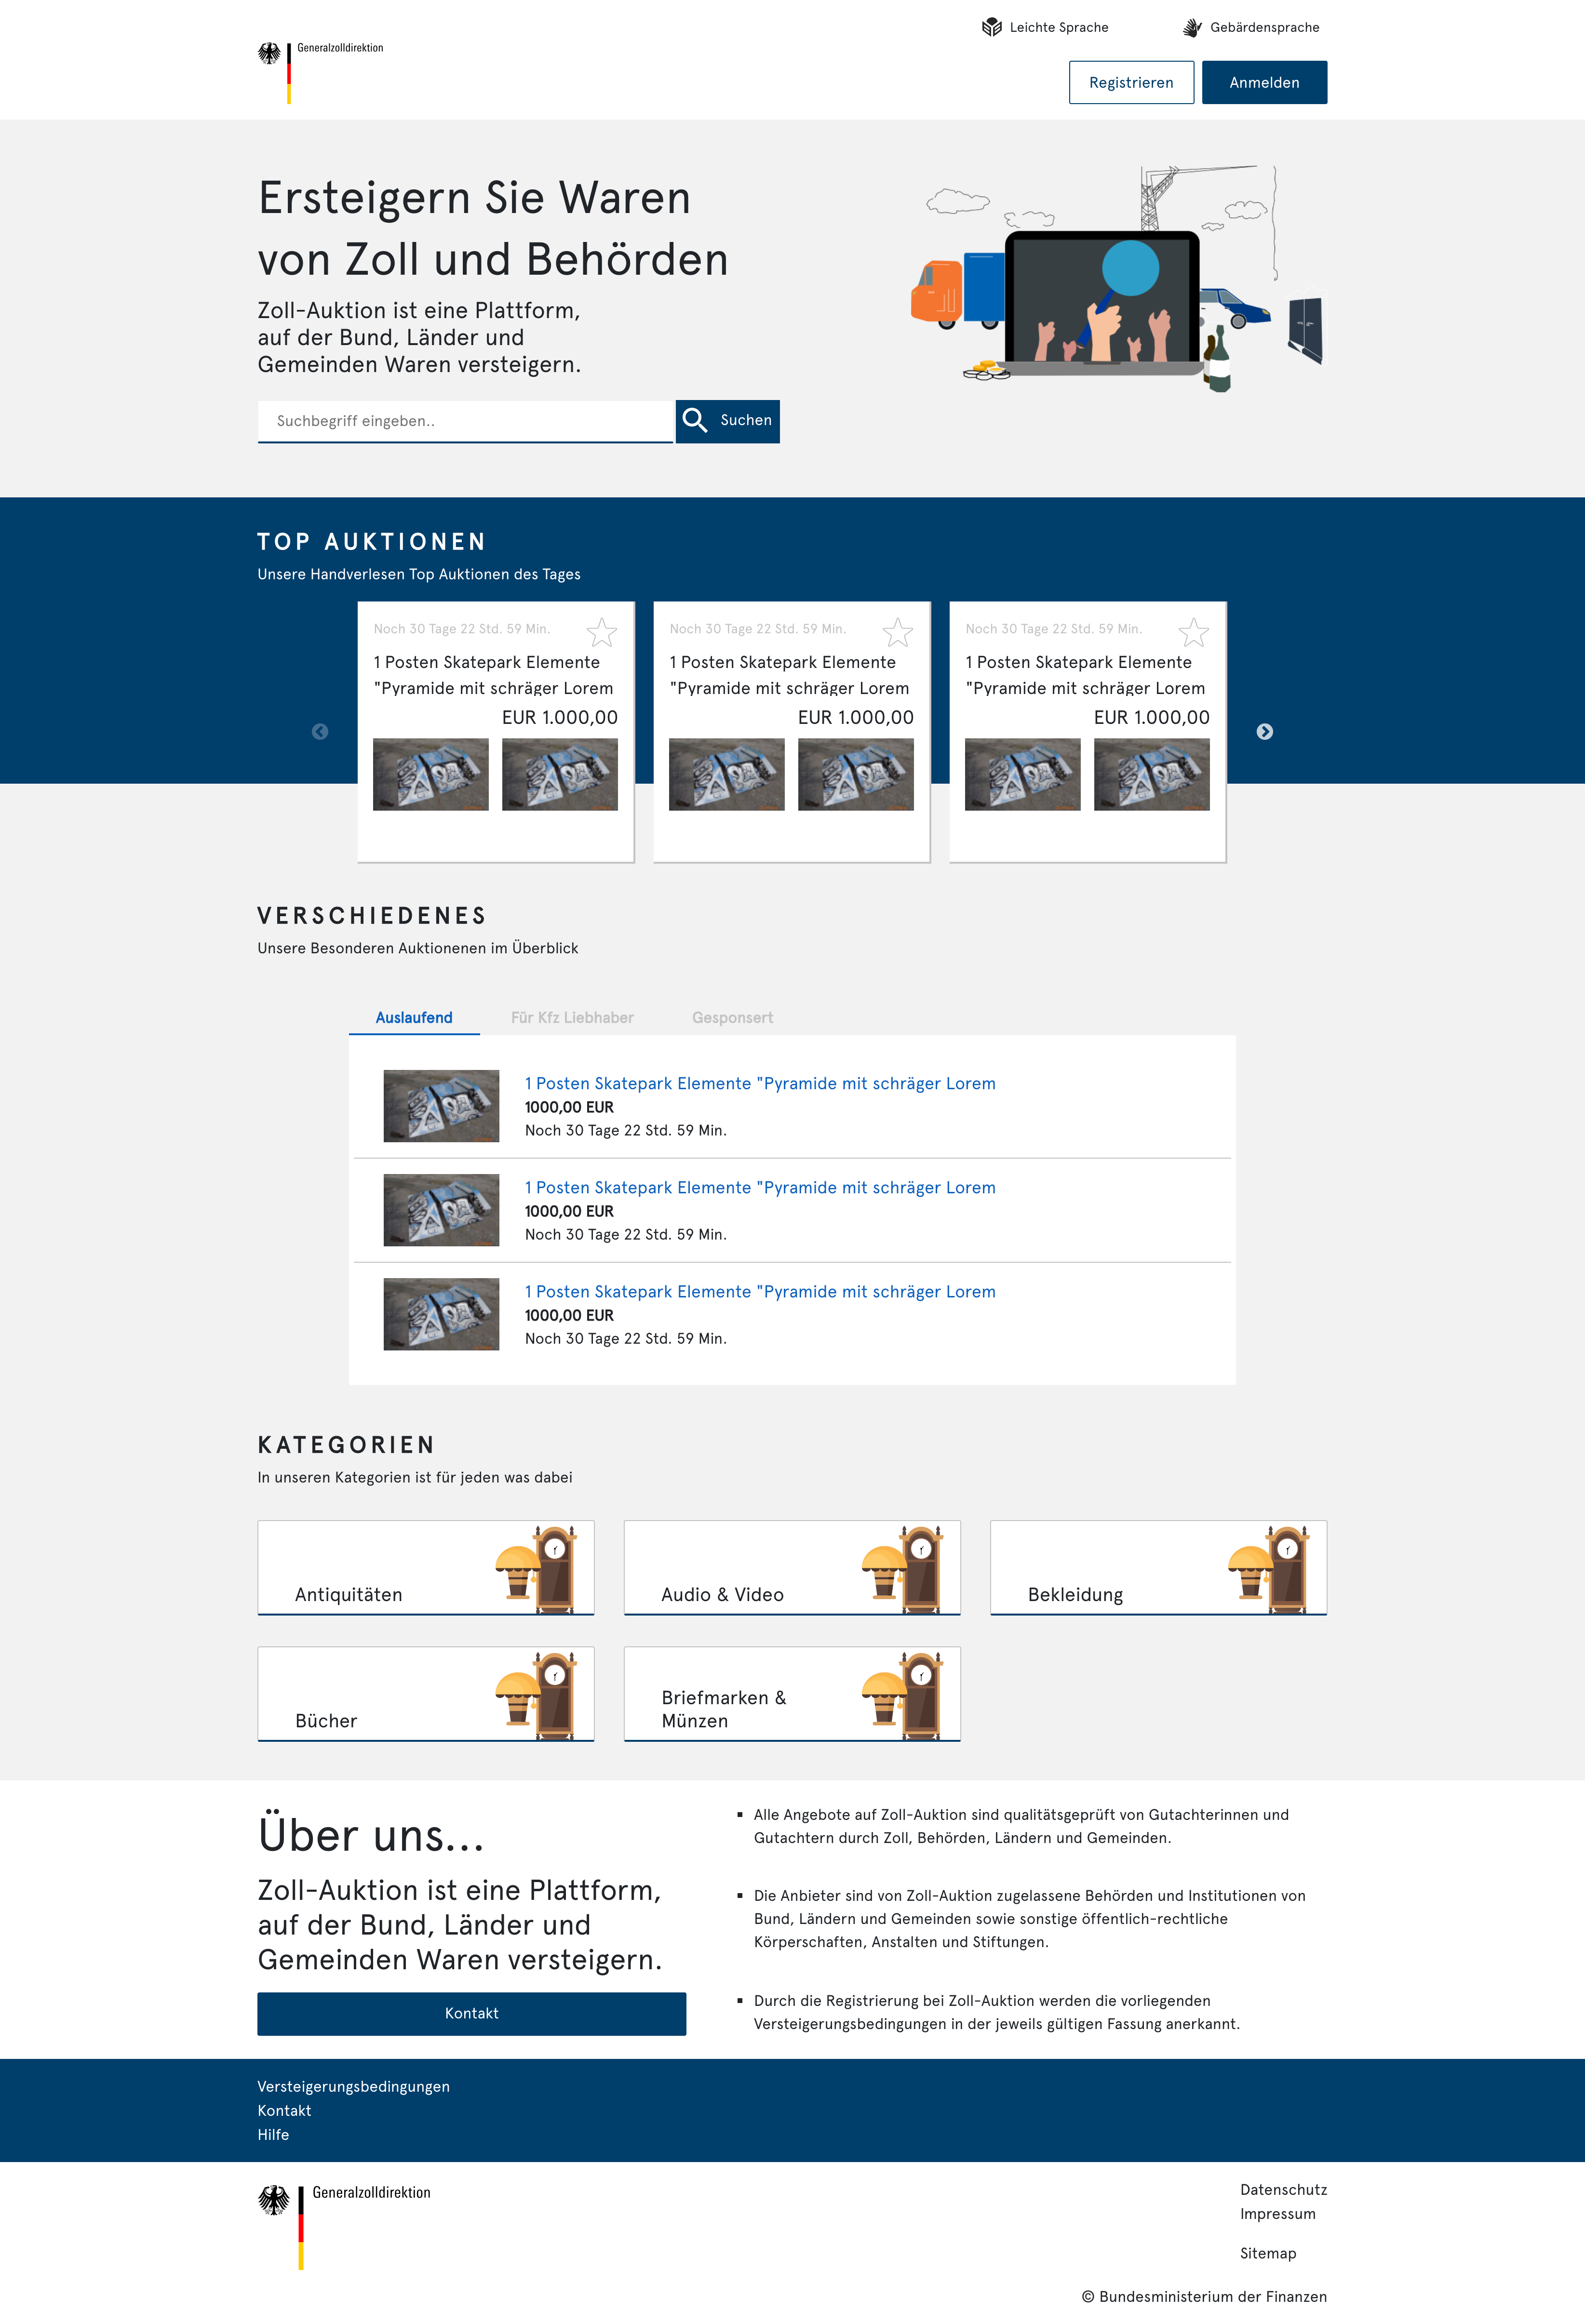 Leichte Sprache
Gebärdensprache
Generalzolldirektion
Registrieren
Anmelden
Ersteigern Sie Waren
von Zoll und Behörden
Zoll-Auktion ist eine Plattform,
auf der Bund, Länder und
Gemeinden Waren versteigern.
Suchbegriff eingeben..
Suchen
TOP AUKTIONEN
Unsere Handverlesen Top Auktionen des Tages
Noch 30 Tage 22 Std. 59 Min.
1 Posten Skatepark Elemente
"Pyramide mit schräger Lorem
EUR 1.000,00
Noch 30 Tage 22 Std. 59 Min.
1 Posten Skatepark Elemente
"Pyramide mit schräger Lorem
EUR 1.000,00
Noch 30 Tage 22 Std. 59 Min.
1 Posten Skatepark Elemente
"Pyramide mit schräger Lorem
EUR 1.000,00
VERSCHIEDENES
Unsere Besonderen Auktionenen im Überblick
Auslaufend
Für Kfz Liebhaber
Gesponsert
1 Posten Skatepark Elemente "Pyramide mit schräger Lorem
1000,00 EUR
Noch 30 Tage 22 Std. 59 Min.
1 Posten Skatepark Elemente "Pyramide mit schräger Lorem
1000,00 EUR
Noch 30 Tage 22 Std. 59 Min.
1 Posten Skatepark Elemente "Pyramide mit schräger Lorem
1000,00 EUR
Noch 30 Tage 22 Std. 59 Min.
KATEGORIEN
In unseren Kategorien ist für jeden was dabei
Antiquitäten
Audio & Video
Bekleidung
Bücher
Briefmarken &
Münzen
Über uns...
Zoll-Auktion ist eine Plattform,
auf der Bund, Länder und
Gemeinden Waren versteigern.
Kontakt
Alle Angebote auf Zoll-Auktion sind qualitätsgeprüft von Gutachterinnen und
Gutachtern durch Zoll, Behörden, Ländern und Gemeinden.
Die Anbieter sind von Zoll-Auktion zugelassene Behörden und Institutionen von
Bund, Ländern und Gemeinden sowie sonstige öffentlich-rechtliche
Körperschaften, Anstalten und Stiftungen.
Durch die Registrierung bei Zoll-Auktion werden die vorliegenden
Versteigerungsbedingungen in der jeweils gültigen Fassung anerkannt.
Versteigerungsbedingungen
Kontakt
Hilfe
Generalzolldirektion
Datenschutz
Impressum
Sitemap
© Bundesministerium der Finanzen